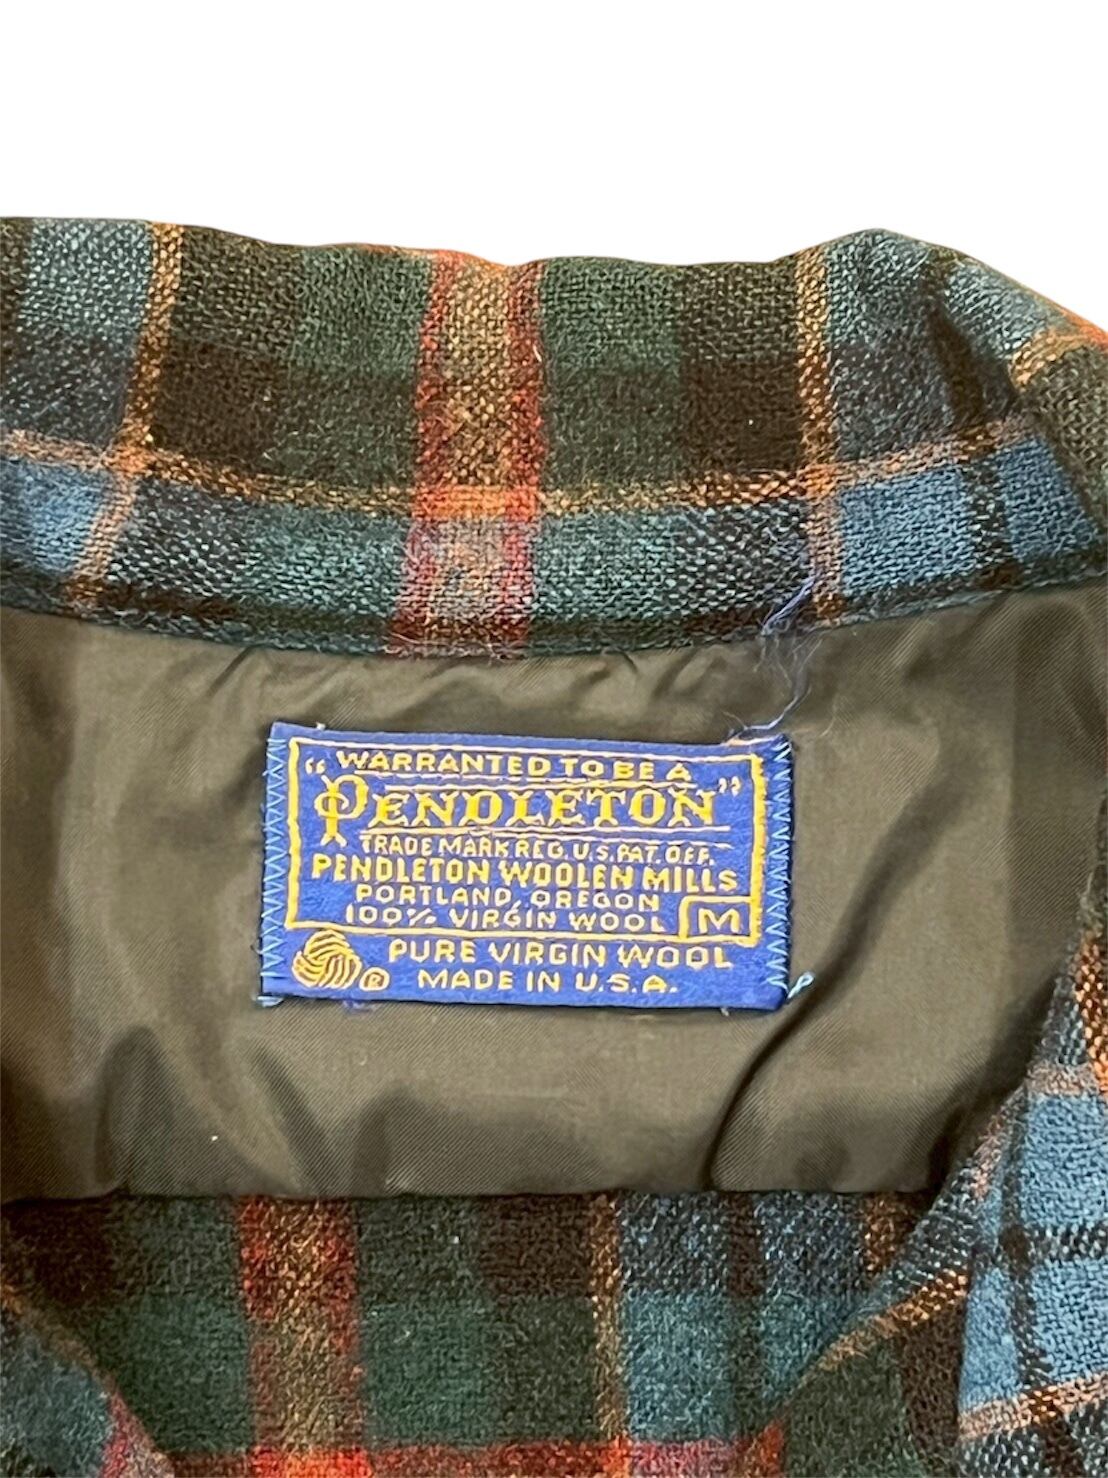 WARRANTED TO BE A
"PENDLETON"
TRADE MARK REG. U.S. PAT. OFF.
PENDLETON WOOLEN MILLS
PORTLAND, OREGON
100% VIRGIN WOOL M
PURE VIRGIN WOOL
® MADE IN U.S.A.